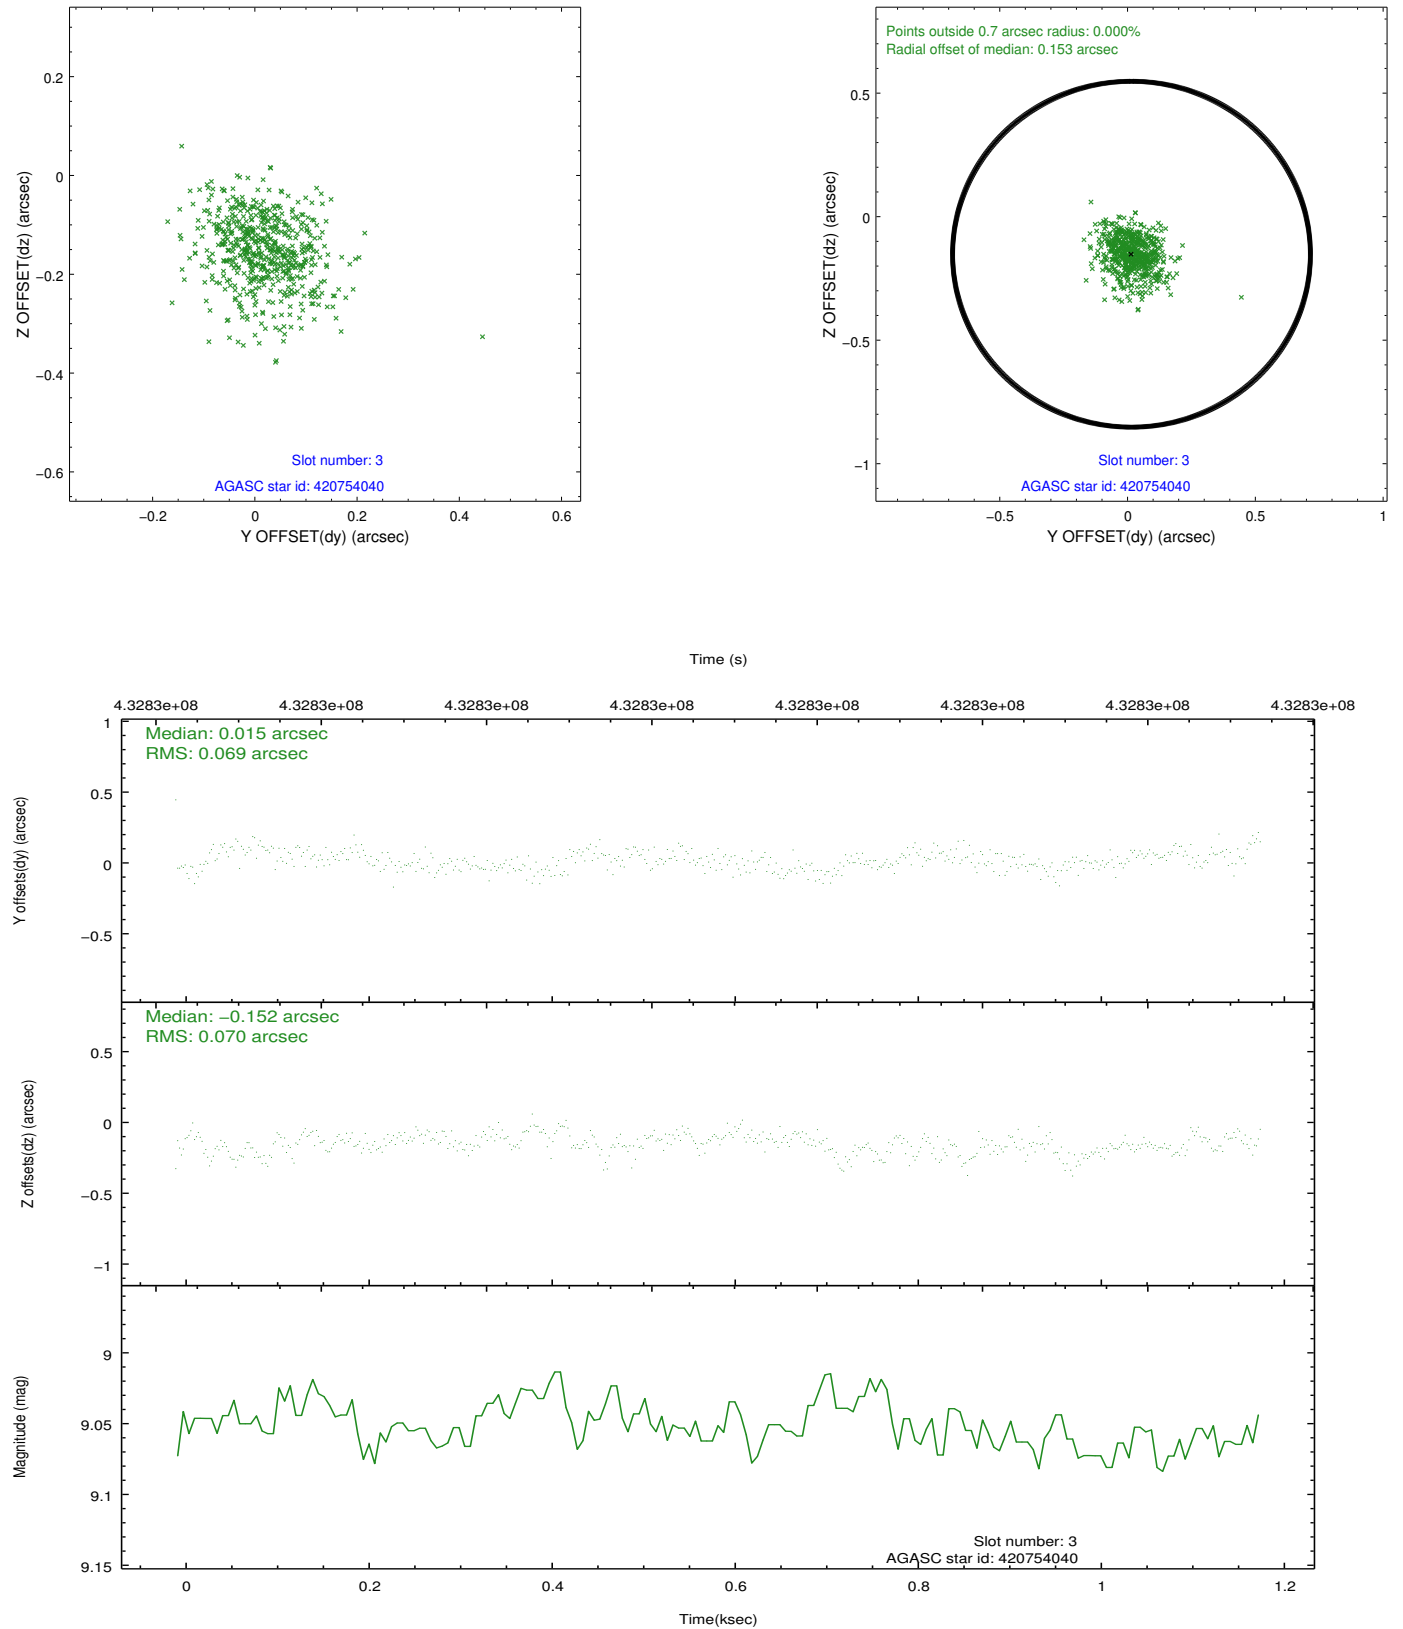 0.2
0
−0.2
−0.4
−0.6
Z OFFSET(dz) (arcsec)
Slot number: 3
AGASC star id: 420754040
−0.2 0 0.2 0.4 0.6
Y OFFSET(dy) (arcsec)
Points outside 0.7 arcsec radius: 0.000%
Radial offset of median: 0.153 arcsec
0.5
0
−0.5
−1
Z OFFSET(dz) (arcsec)
Slot number: 3
AGASC star id: 420754040
−0.5 0 0.5 1
Y OFFSET(dy) (arcsec)
Time (s)
4.3283e+08 4.3283e+08 4.3283e+08 4.3283e+08 4.3283e+08 4.3283e+08 4.3283e+08 4.3283e+08
Median: 0.015 arcsec
RMS: 0.069 arcsec
1
0.5
0
−0.5
Y offsets(dy) (arcsec)
Median: −0.152 arcsec
RMS: 0.070 arcsec
0.5
0
−0.5
−1
Z offsets(dz) (arcsec)
9
9.05
9.1
9.15
Magnitude (mag)
Slot number: 3
AGASC star id: 420754040
0 0.2 0.4 0.6 0.8 1 1.2
Time(ksec)